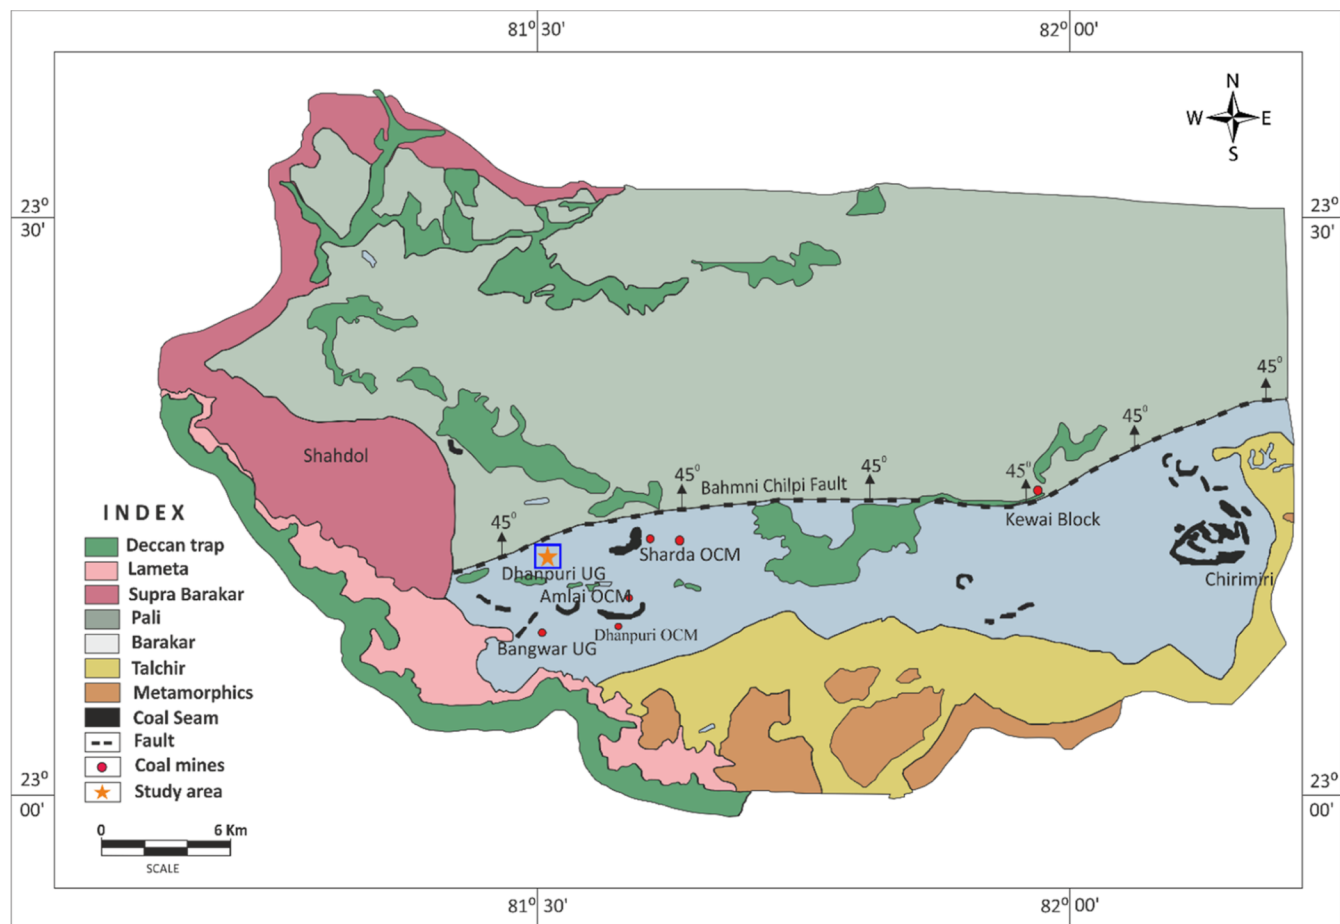 81° 30'
82° 00'
N
W E
S
23°
30'
23°
30'
45°
45°
Shahdol
45°
45°
45°
Bahmni Chilpi Fault
Kewai Block
45°
Sharda OCM
Dhanpuri UG
Chirimiri
Amlai OCM
Dhanpuri OCM
Bangwar UG
INDEX
Deccan trap
Lameta
Supra Barakar
Pali
Barakar
Talchir
Metamorphics
Coal Seam
Fault
Coal mines
Study area
0 6 Km
SCALE
23°
00'
23°
00'
81° 30'
82° 00'